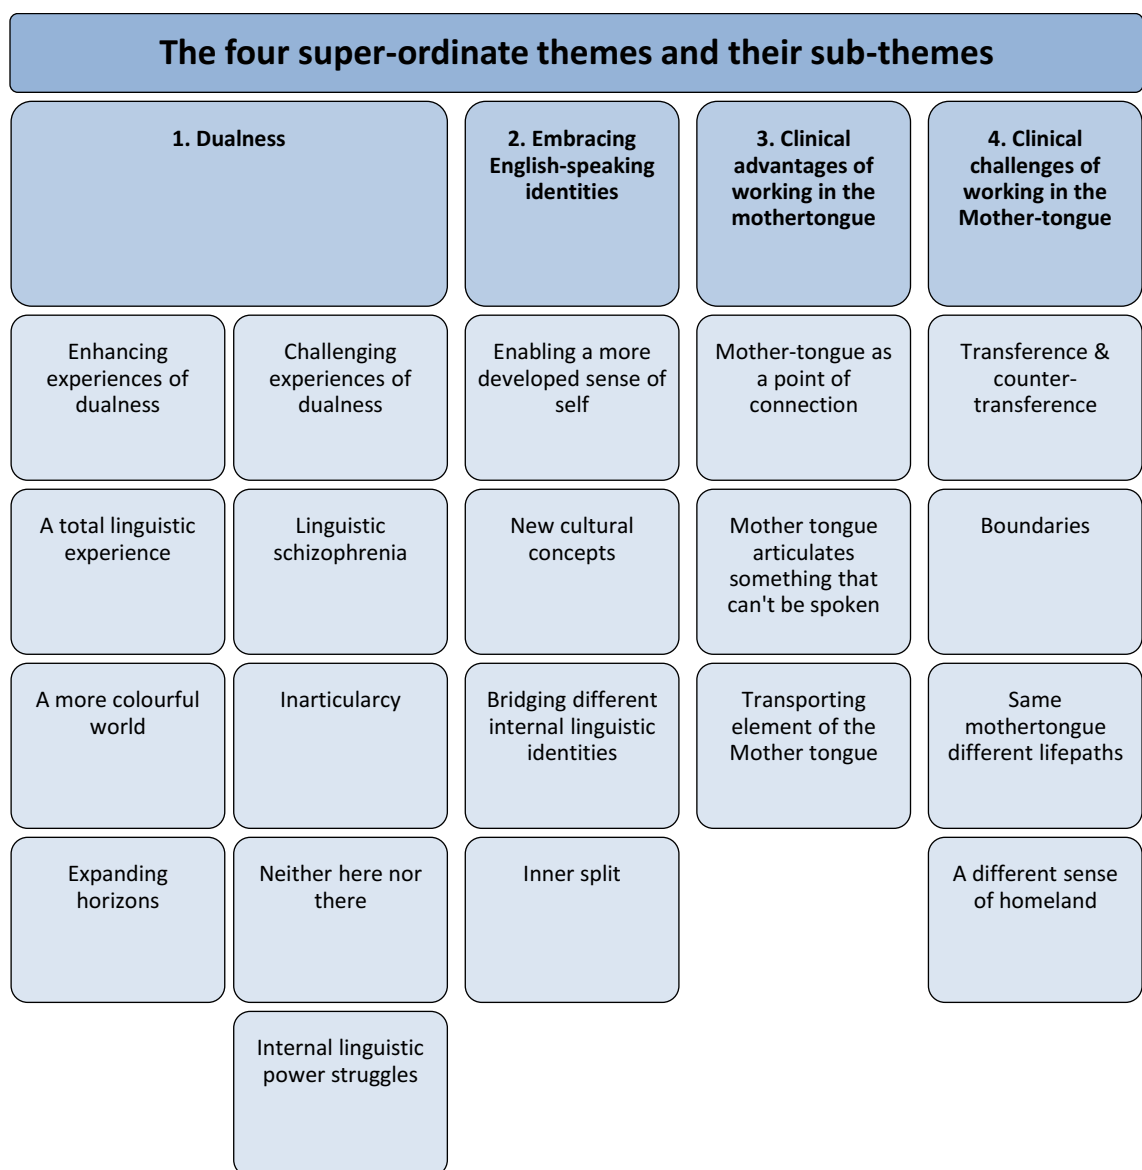 The four super-ordinate themes and their sub-themes
1. Dualness
2. Embracing
English-speaking
identities
3. Clinical
advantages of
working in the
mothertongue
4. Clinical
challenges of
working in the
Mother-tongue
Enhancing
experiences of
dualness
Challenging
experiences of
dualness
Enabling a more
developed sense of
self
Mother-tongue as
a point of
connection
Transference &
counter-
transference
A total linguistic
experience
Linguistic
schizophrenia
New cultural
concepts
Mother tongue
articulates
something that
can't be spoken
Boundaries
A more colourful
world
Inarticularcy
Bridging different
internal linguistic
identities
Transporting
element of the
Mother tongue
Same
mothertongue
different lifepaths
Expanding
horizons
Neither here nor
there
Inner split
A different sense
of homeland
Internal linguistic
power struggles